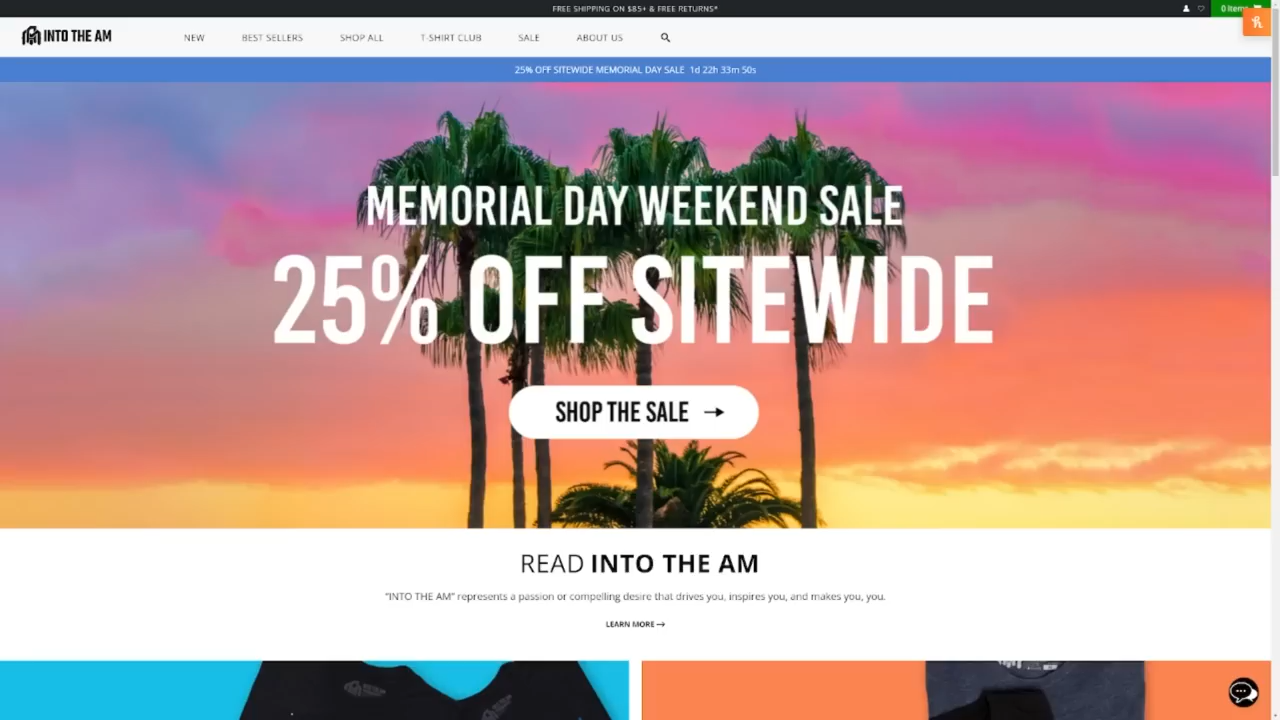 FREE SHIPPING ON $85+ & FREE RETURNS*
0 Items
INTO THE AM
NEW
BEST SELLERS
SHOP ALL
T-SHIRT CLUB
SALE
ABOUT US
25% OFF SITEWIDE MEMORIAL DAY SALE 1d 22h 33m 50s
MEMORIAL DAY WEEKEND SALE
25% OFF SITEWIDE
SHOP THE SALE →
READ INTO THE AM
"INTO THE AM" represents a passion or compelling desire that drives you, inspires you, and makes you, you.
LEARN MORE →